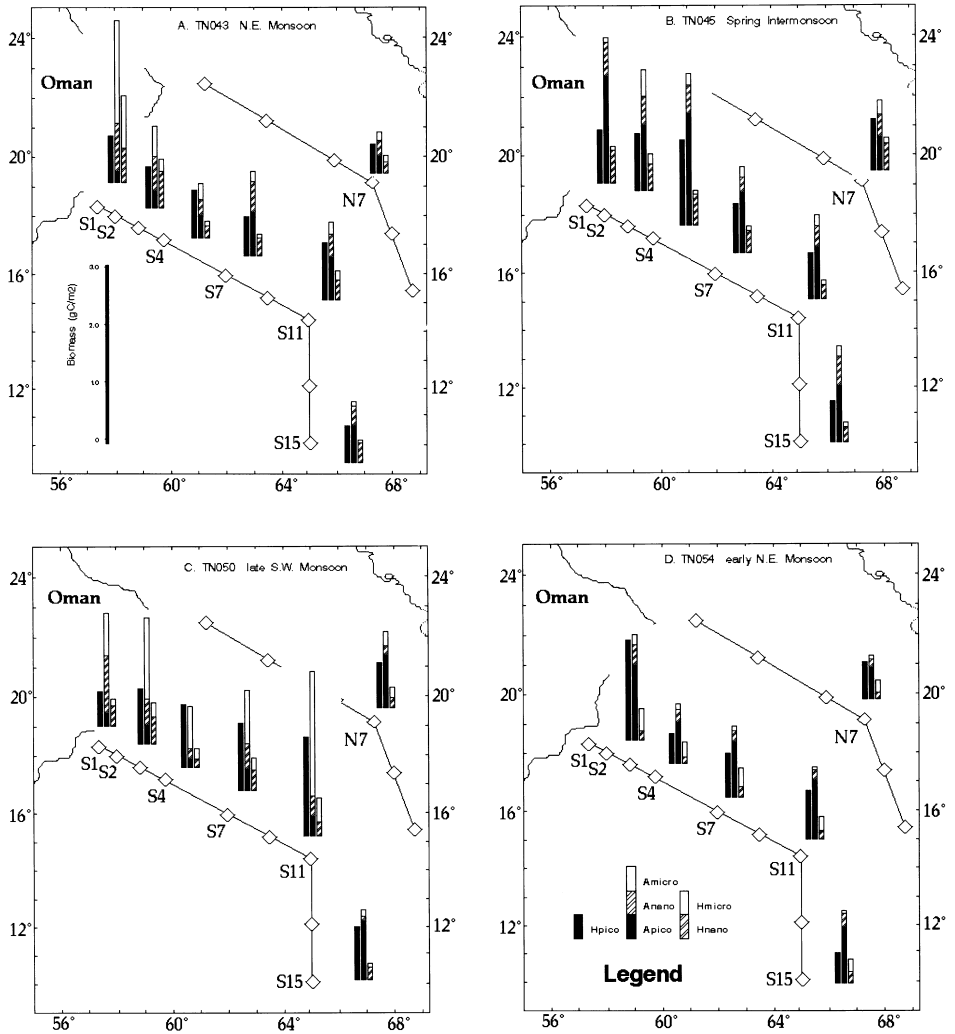 A. TN043 N.E. Monsoon
24°
24°
Oman
20°
20°
N7
S1
S2
S4
16°
16°
S7
3.0
Biomass (gC/m2)
2.0
S11
1.0
12°
12°
0
S15
56°
60°
64°
68°
B. TN045 Spring Intermonsoon
24°
24°
Oman
20°
20°
N7
S1
S2
S4
16°
16°
S7
S11
12°
12°
S15
56°
60°
64°
68°
C. TN050 late S.W. Monsoon
24°
24°
Oman
20°
20°
N7
S1
S2
S4
16°
16°
S7
S11
12°
12°
S15
56°
60°
64°
68°
D. TN054 early N.E. Monsoon
24°
24°
Oman
20°
20°
N7
S1
S2
S4
16°
16°
S7
S11
Amicro
Anano Hmicro
12°
12°
Hpico Apico Hnano
Legend
S15
56°
60°
64°
68°